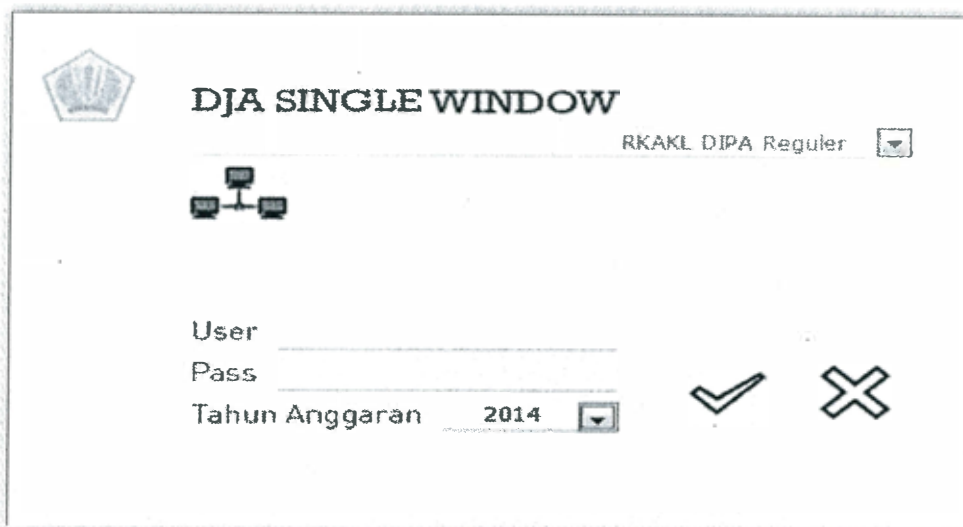 DJA SINGLE WINDOW
RKAKL DIPA Reguler
User
Pass
Tahun Anggaran 2014